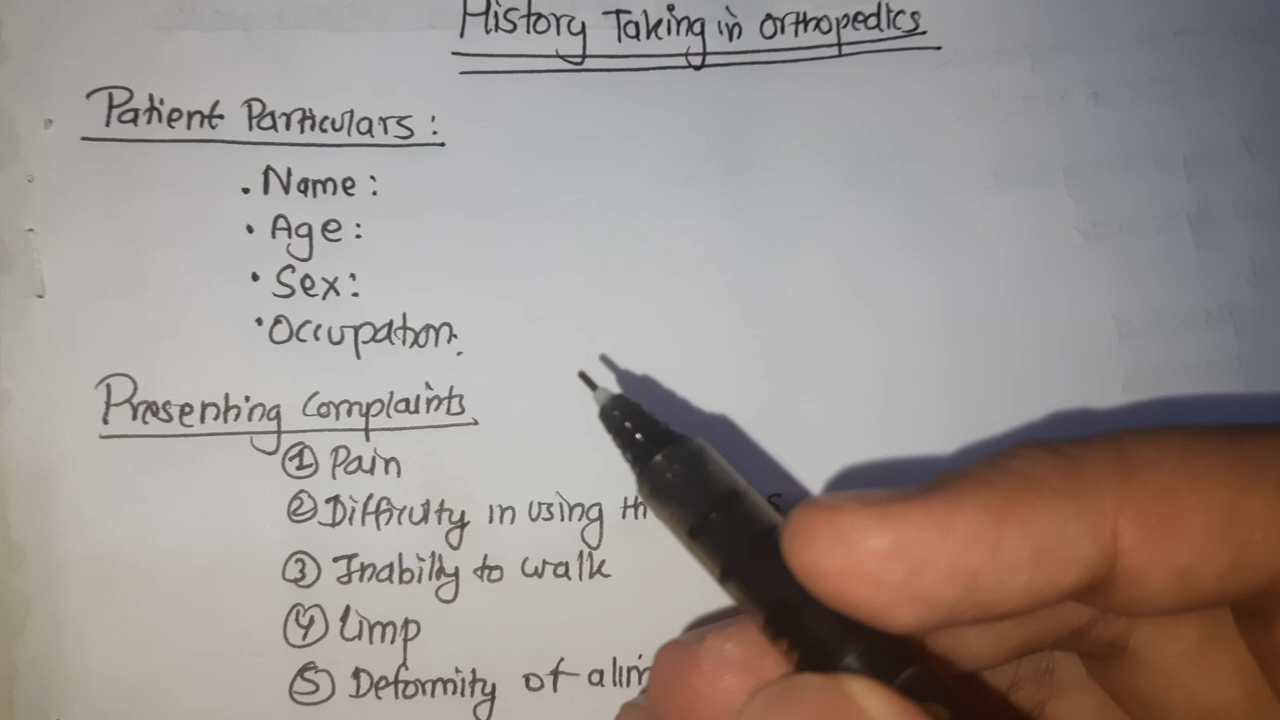 History Taking in Orthopedics
Patient Particulars:
. Name:
• Age:
• Sex:
• Occupation.
Presenting Complaints
① Pain
② Difficulty in using
③ Inability to walk
④ Limp
⑤ Deformity of a